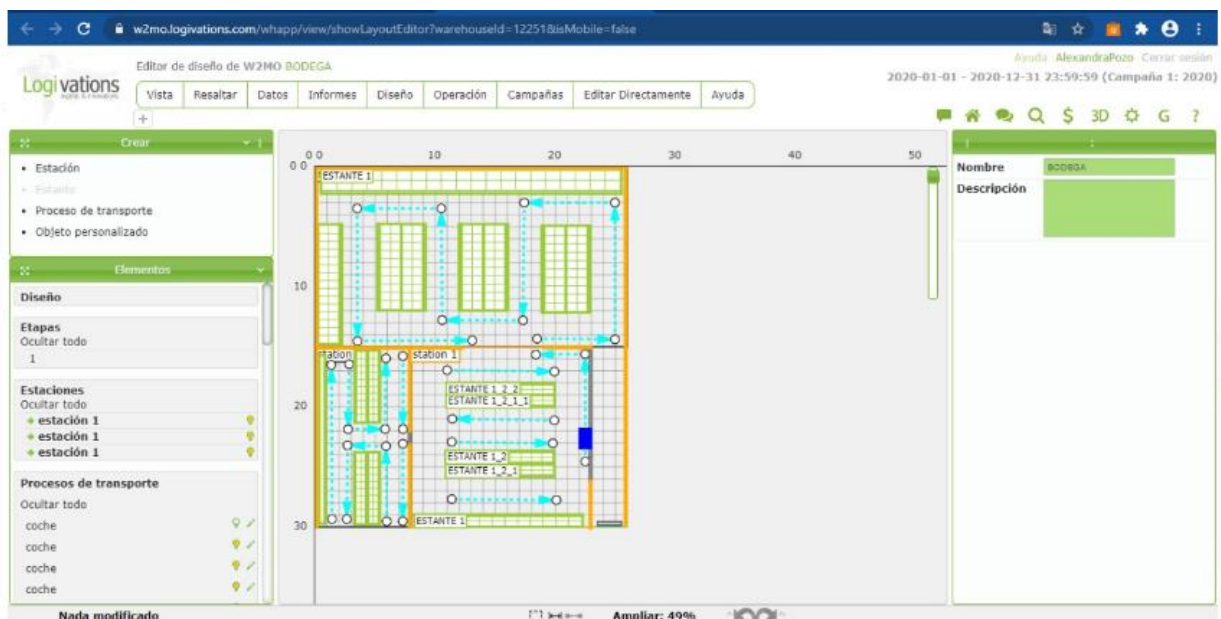 w2mo.logivations.com/whapp/view/showLayoutEditor?warehouseId=12251&isMobile=false
Logivations
Editor de diseño de W2MO BODEGA
Ayuda AlexandraPozo Cerrar sesión
2020-01-01 - 2020-12-31 23:59:59 (Campaña 1: 2020)
Vista Resaltar Datos Informes Diseño Operación Campañas Editar Directamente Ayuda
+
$ 3D G ?
Crear
• Estación
• Estante
• Proceso de transporte
• Objeto personalizado
Elementos
Diseño
Etapas
Ocultar todo
1
Estaciones
Ocultar todo
+ estación 1
+ estación 1
+ estación 1
Procesos de transporte
Ocultar todo
coche
coche
coche
coche
Nada modificado
0 0 10 20 30 40 50
0 0
10
20
30
ESTANTE 1
station
station 1
ESTANTE 1_2_2
ESTANTE 1_2_1_1
ESTANTE 1_2
ESTANTE 1_2_1
ESTANTE 1
Ampliar: 49%
:
Nombre BODEGA
Descripción